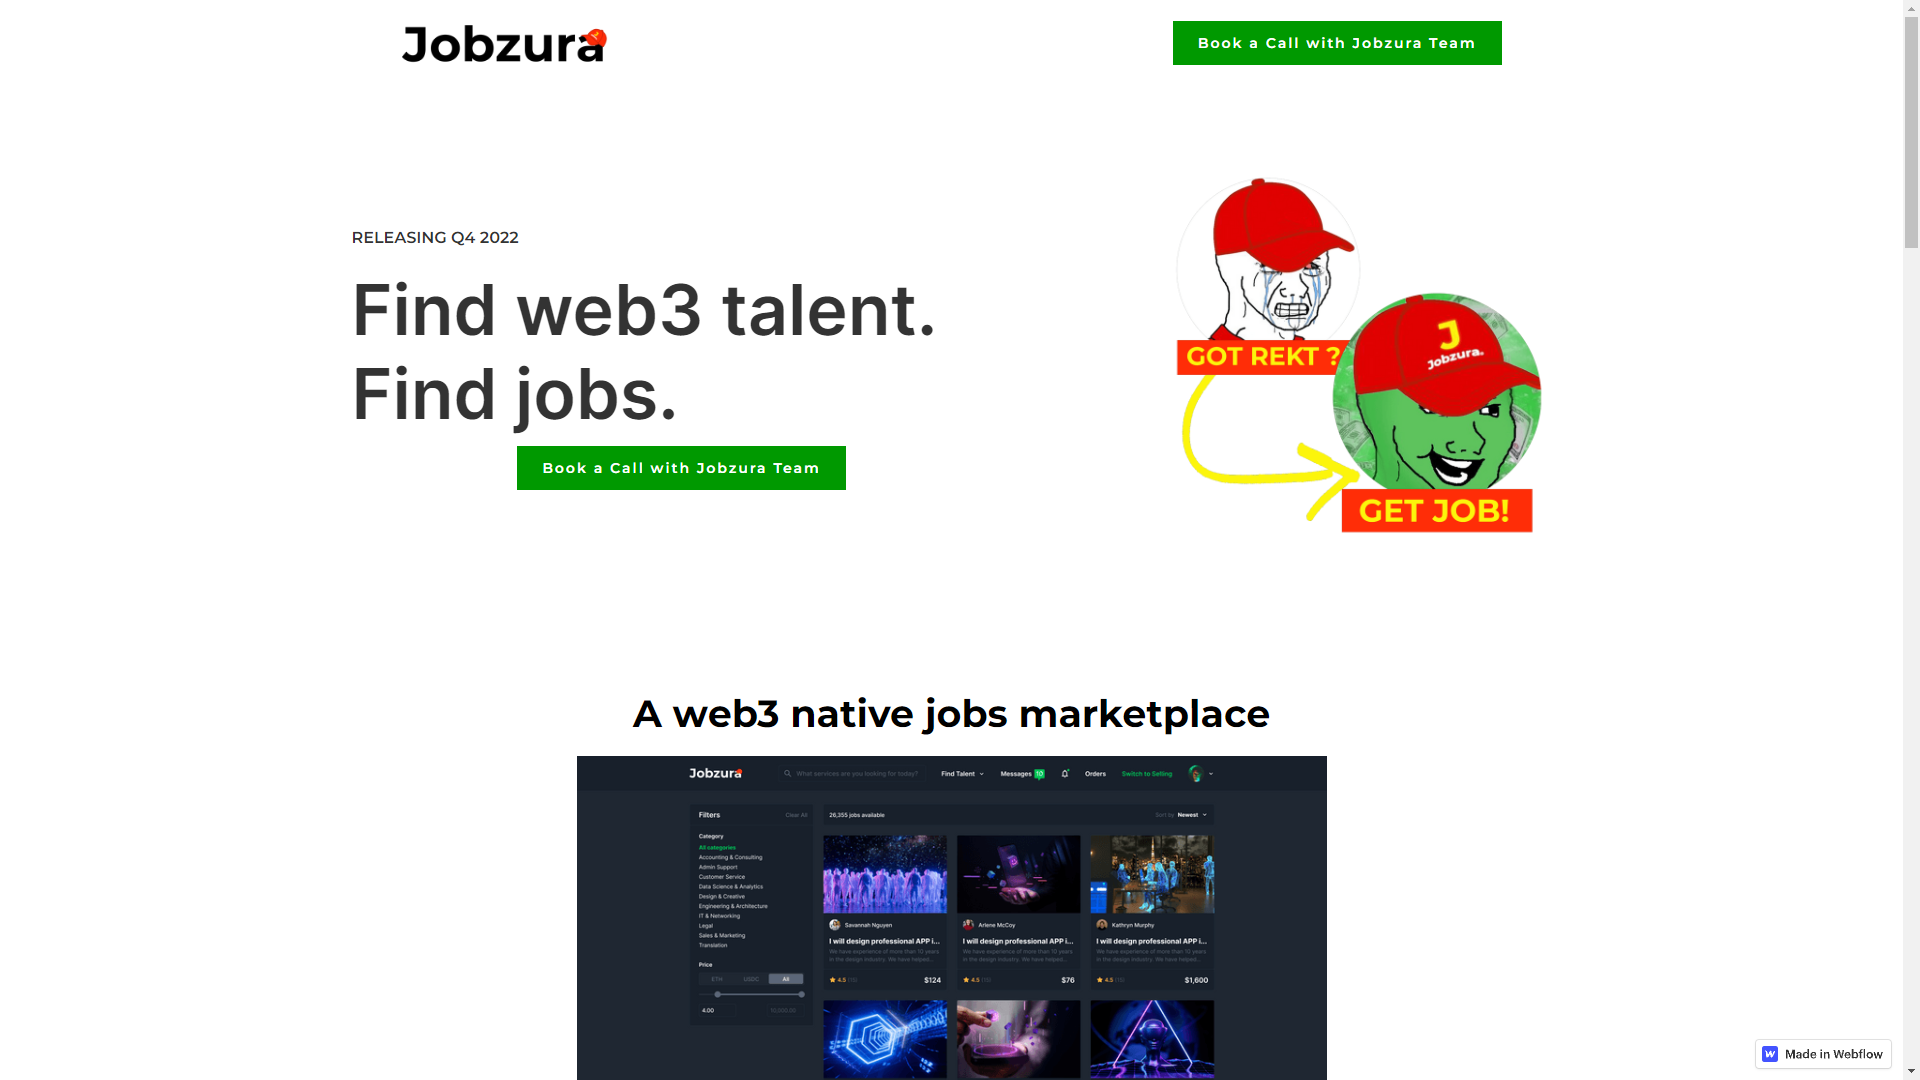 Jobzura
Book a Call with Jobzura Team
RELEASING Q4 2022
Find web3 talent.
Find jobs.
Book a Call with Jobzura Team
GOT REKT ?
J
Jobzura.
GET JOB!
A web3 native jobs marketplace
Jobzura
What services are you looking for today?
Find Talent
Messages 10
Orders
Switch to Selling
Filters
Clear All
26,355 jobs available
Sort by Newest
Category
All categories
Accounting & Consulting
Admin Support
Customer Service
Data Science & Analytics
Design & Creative
Engineering & Architecture
IT & Networking
Legal
Sales & Marketing
Translation
Price
ETH
USDC
All
4.00
Savannah Nguyen
I will design professional APP i...
We have experience of more than 10 years
in the design industry. We have helped...
4.5
$124
Arlene McCoy
I will design professional APP i...
We have experience of more than 10 years
in the design industry. We have helped...
4.5
$76
Kathryn Murphy
I will design professional APP i...
We have experience of more than 10 years
in the design industry. We have helped...
4.5
$1,600
Made in Webflow